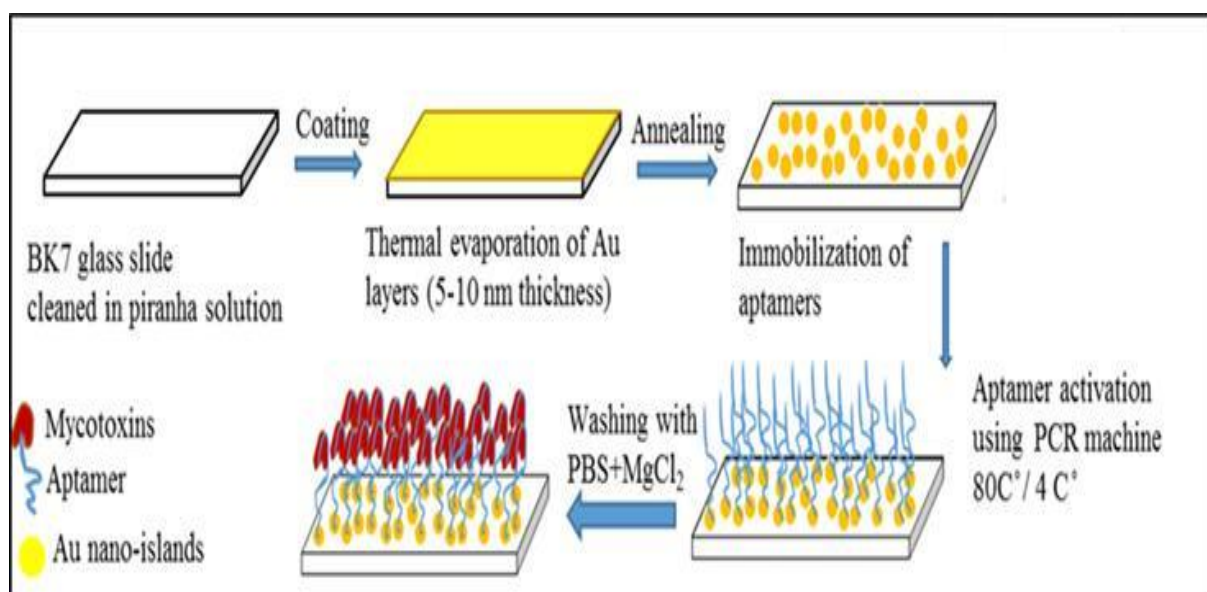 Coating
Annealing
BK7 glass slide
cleaned in piranha solution
Thermal evaporation of Au
layers (5-10 nm thickness)
Immobilization of
aptamers
Aptamer activation
using PCR machine
80C°/ 4 C°
Washing with
PBS+MgCl₂
Mycotoxins
Aptamer
Au nano-islands